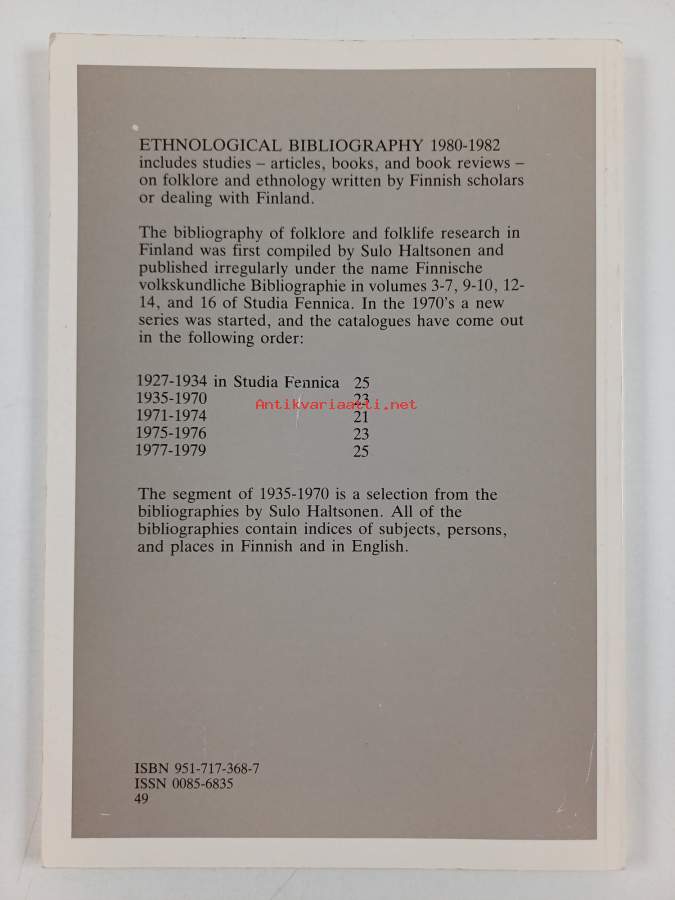 ETHNOLOGICAL BIBLIOGRAPHY 1980-1982
includes studies – articles, books, and book reviews –
on folklore and ethnology written by Finnish scholars
or dealing with Finland.
The bibliography of folklore and folklife research in
Finland was first compiled by Sulo Haltsonen and
published irregularly under the name Finnische
volkskundliche Bibliographie in volumes 3-7, 9-10, 12-
14, and 16 of Studia Fennica. In the 1970's a new
series was started, and the catalogues have come out
in the following order:
1927-1934 in Studia Fennica 25
1935-1970 23
Antikvariaatti.net
1971-1974 21
1975-1976 23
1977-1979 25
The segment of 1935-1970 is a selection from the
bibliographies by Sulo Haltsonen. All of the
bibliographies contain indices of subjects, persons,
and places in Finnish and in English.
ISBN 951-717-368-7
ISSN 0085-6835
49